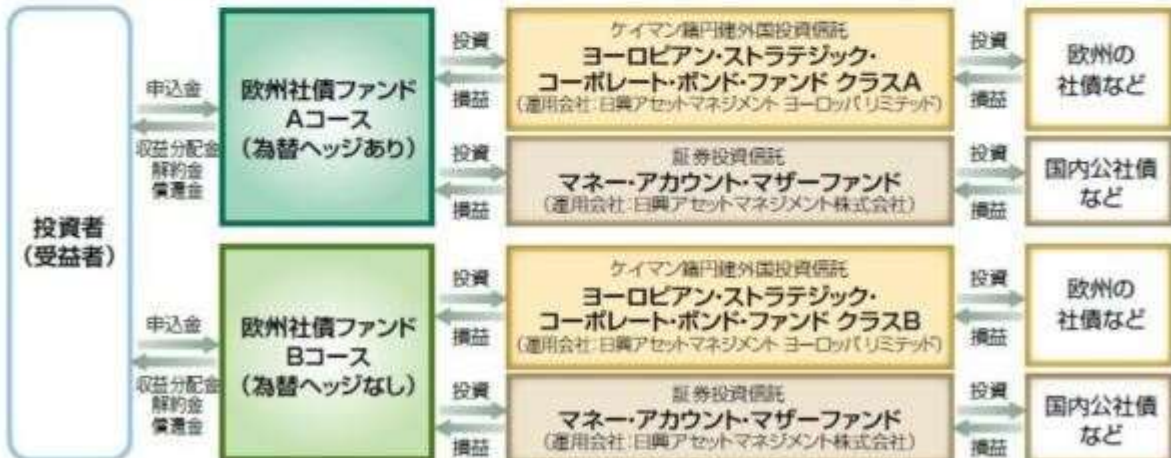 投資者
(受益者)
申込金
収益分配金
解約金
償還金
欧州社債ファンド
Aコース
(為替ヘッジあり)
投資
損益
ケイマン籍円建外国投資信託
ヨーロピアン・ストラテジック・
コーポレート・ボンド・ファンド クラスA
(運用会社:日興アセットマネジメント ヨーロッパ リミテッド)
投資
損益
欧州の
社債など
投資
損益
証券投資信託
マネー・アカウント・マザーファンド
(運用会社:日興アセットマネジメント株式会社)
投資
損益
国内公社債
など
申込金
収益分配金
解約金
償還金
欧州社債ファンド
Bコース
(為替ヘッジなし)
投資
損益
ケイマン籍円建外国投資信託
ヨーロピアン・ストラテジック・
コーポレート・ボンド・ファンド クラスB
(運用会社:日興アセットマネジメント ヨーロッパ リミテッド)
投資
損益
欧州の
社債など
投資
損益
証券投資信託
マネー・アカウント・マザーファンド
(運用会社:日興アセットマネジメント株式会社)
投資
損益
国内公社債
など